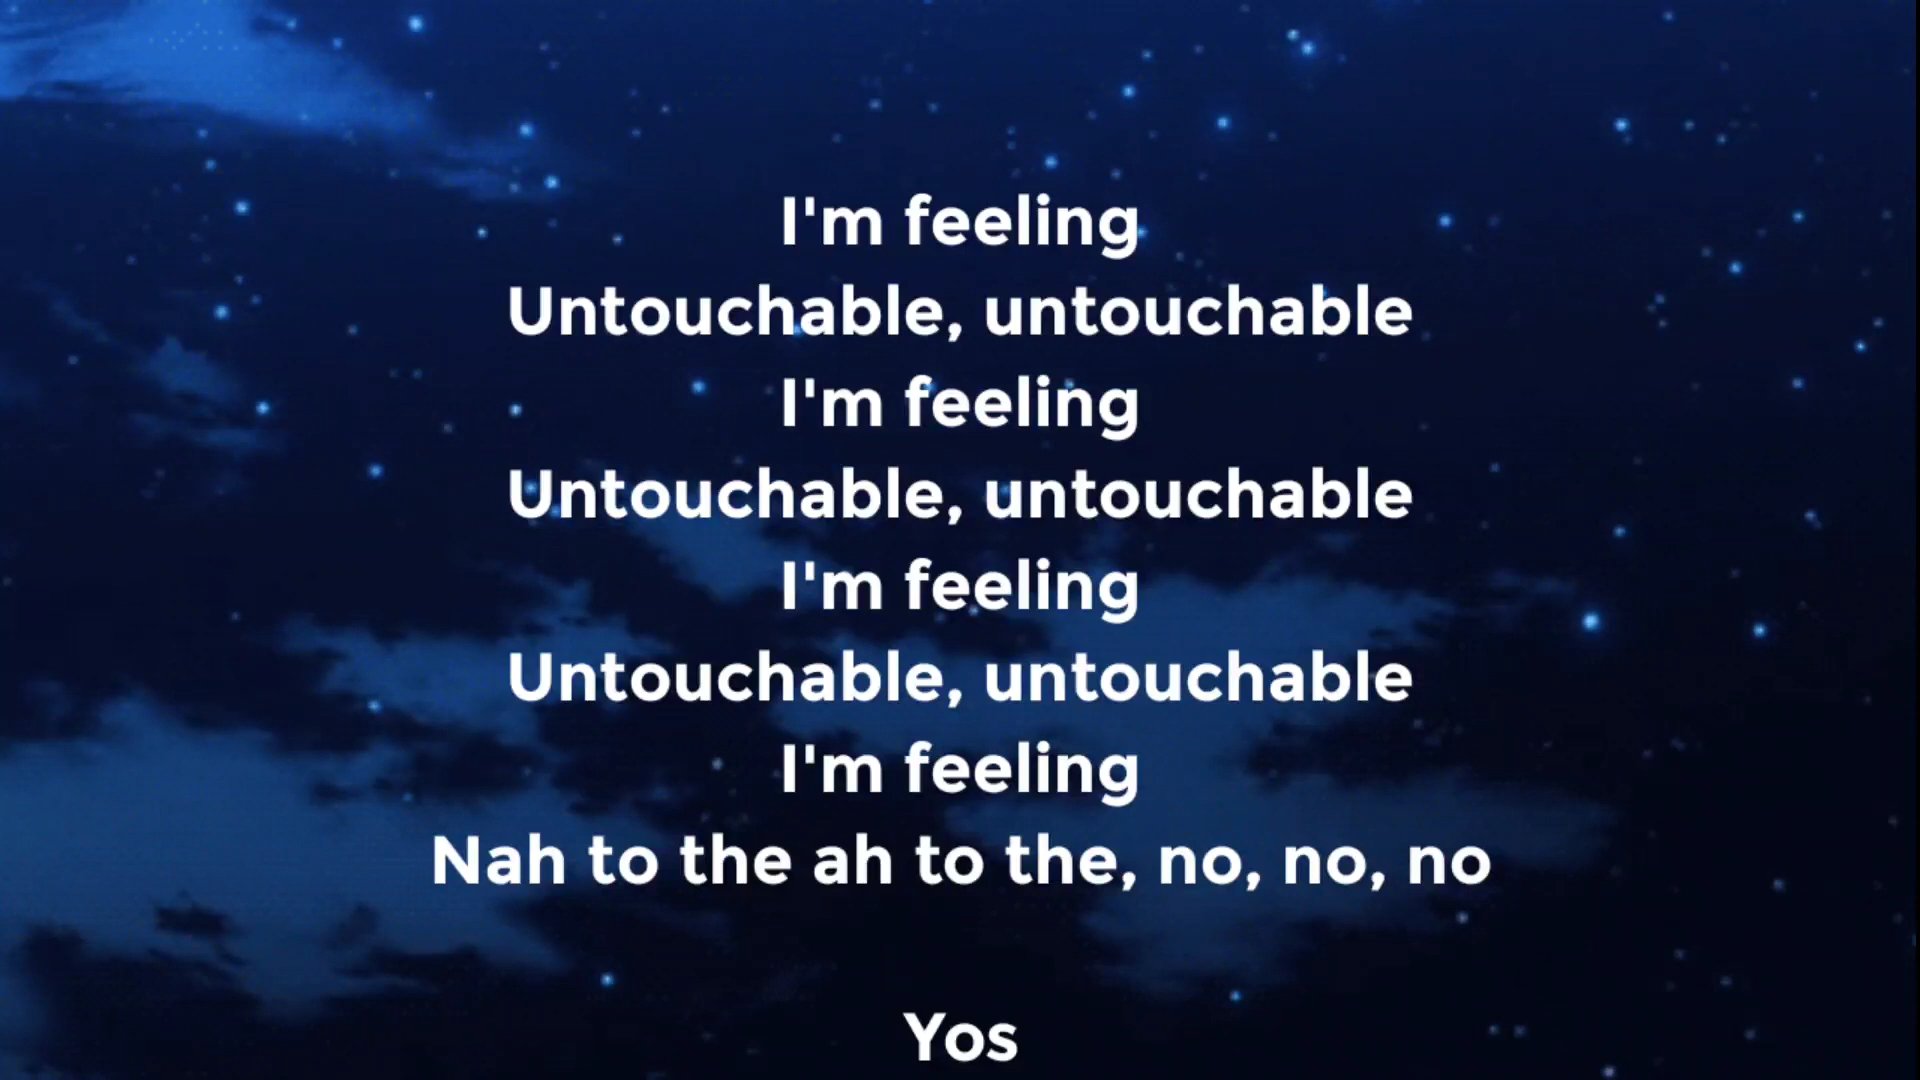 I'm feeling
Untouchable, untouchable
I'm feeling
Untouchable, untouchable
I'm feeling
Untouchable, untouchable
I'm feeling
Nah to the ah to the, no, no, no
Yos